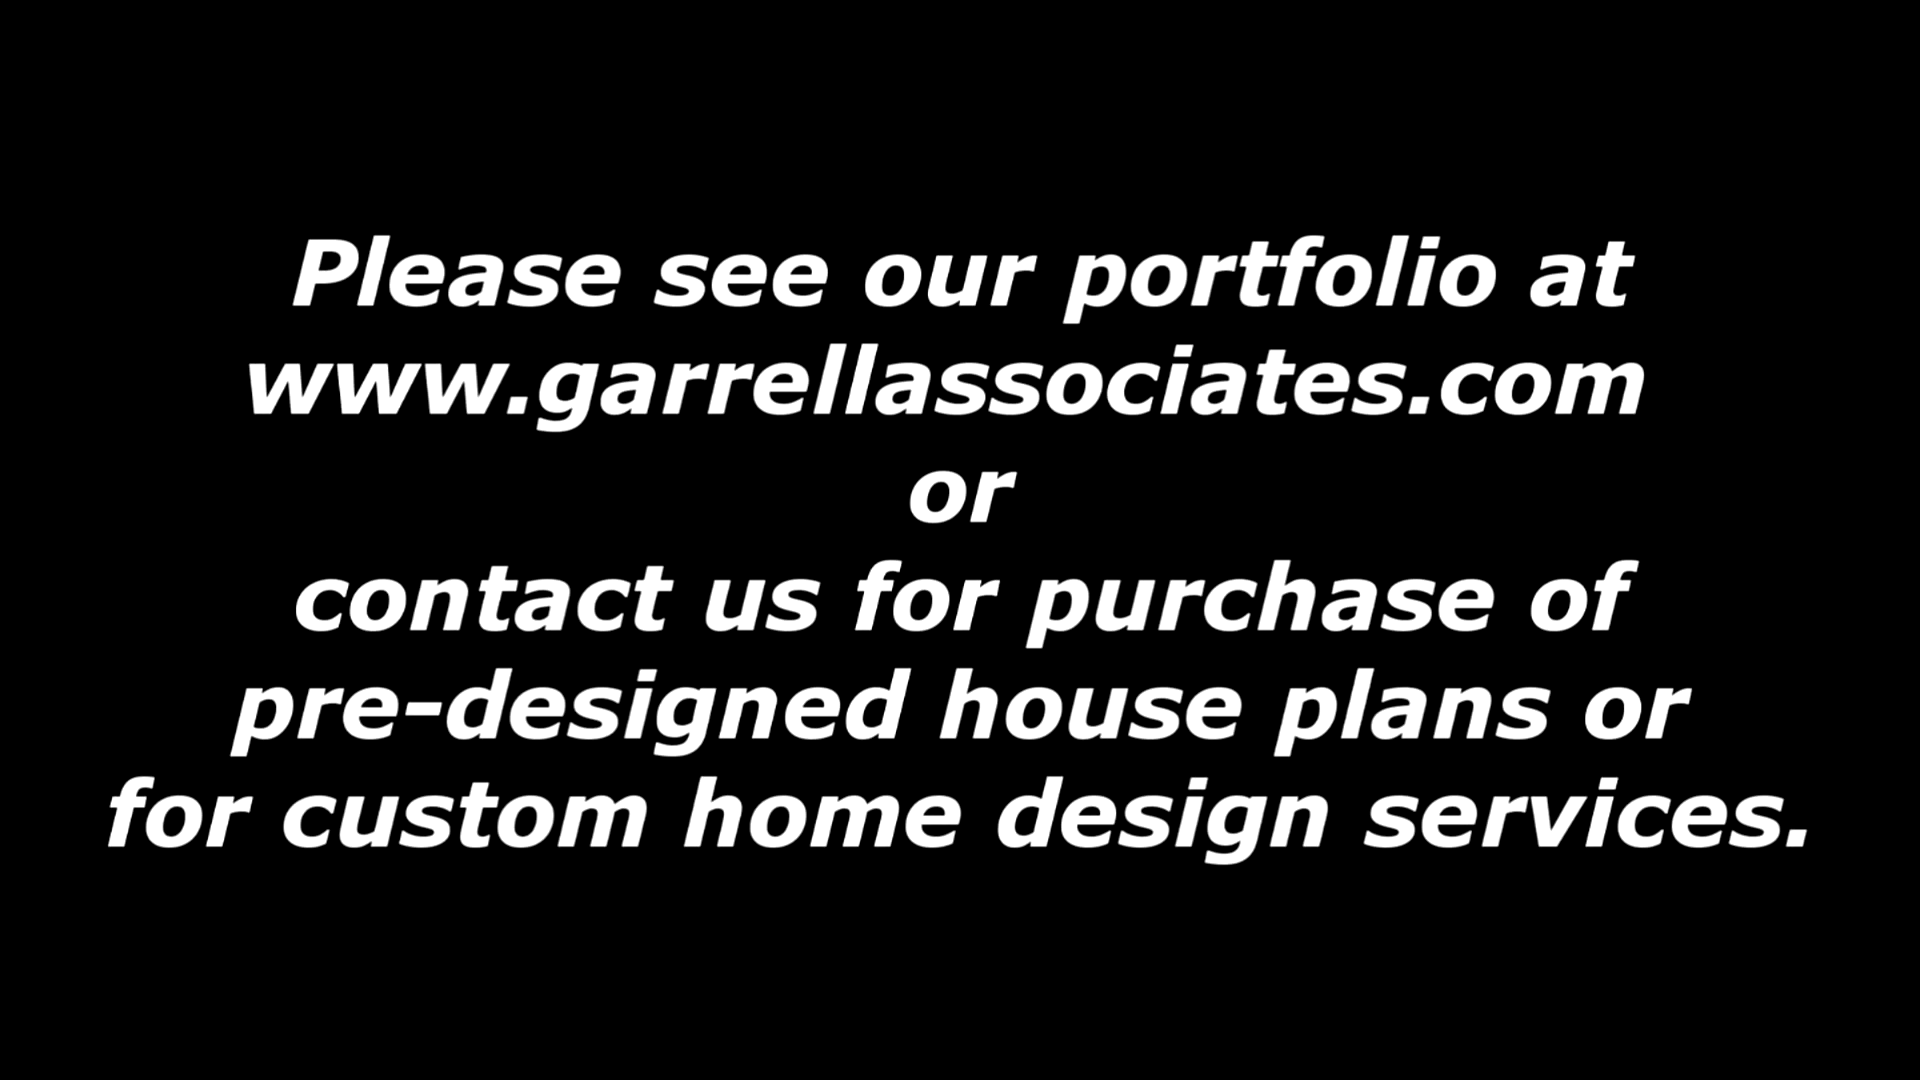 Please see our portfolio at
www.garrellassociates.com
or
contact us for purchase of
pre-designed house plans or
for custom home design services.